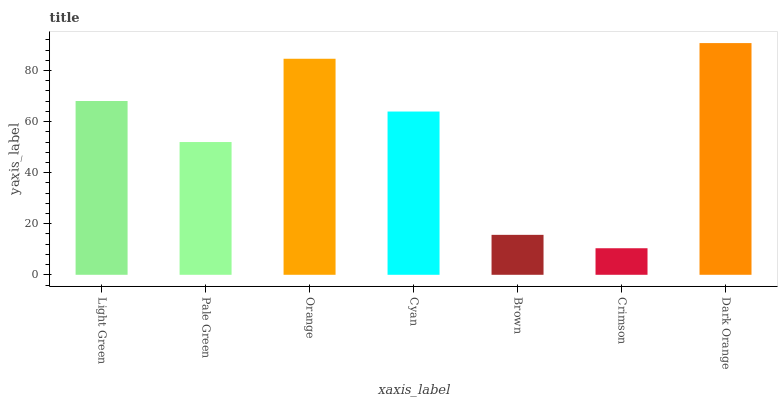 title
yaxis_label
80
60
40
20
0
Light Green
Pale Green
Orange
Cyan
Brown
Crimson
Dark Orange
xaxis_label